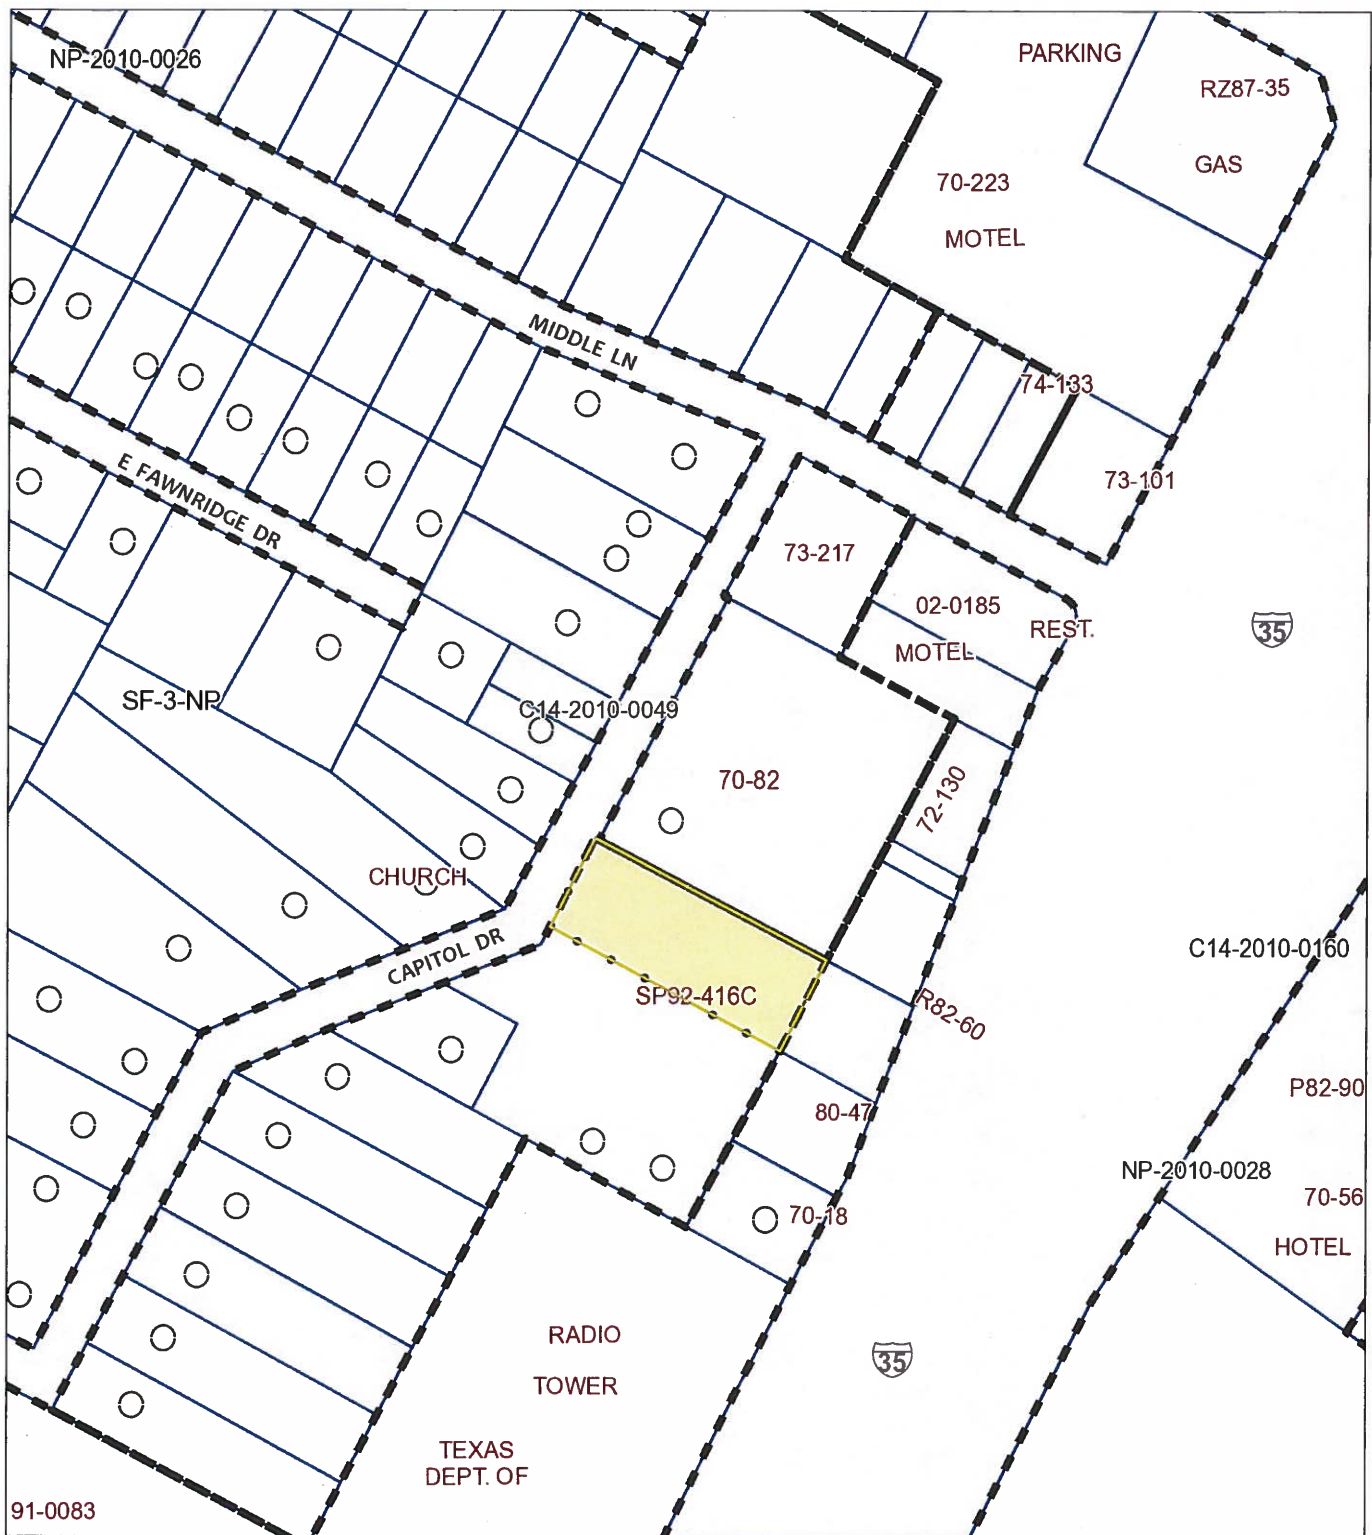 PARKING
NP-2010-0026
RZ87-35
GAS
70-223
MOTEL
MIDDLE LN
74-133
73-101
E FAWNRIDGE DR
73-217
02-0185
REST.
35
MOTEL
SF-3-NP
C14-2010-0049
70-82
72-130
CHURCH
CAPITOL DR
C14-2010-0160
SP92-416C
R82-60
P82-90
80-47
NP-2010-0028
70-56
70-18
HOTEL
RADIO
TOWER
35
TEXAS
DEPT. OF
91-0083